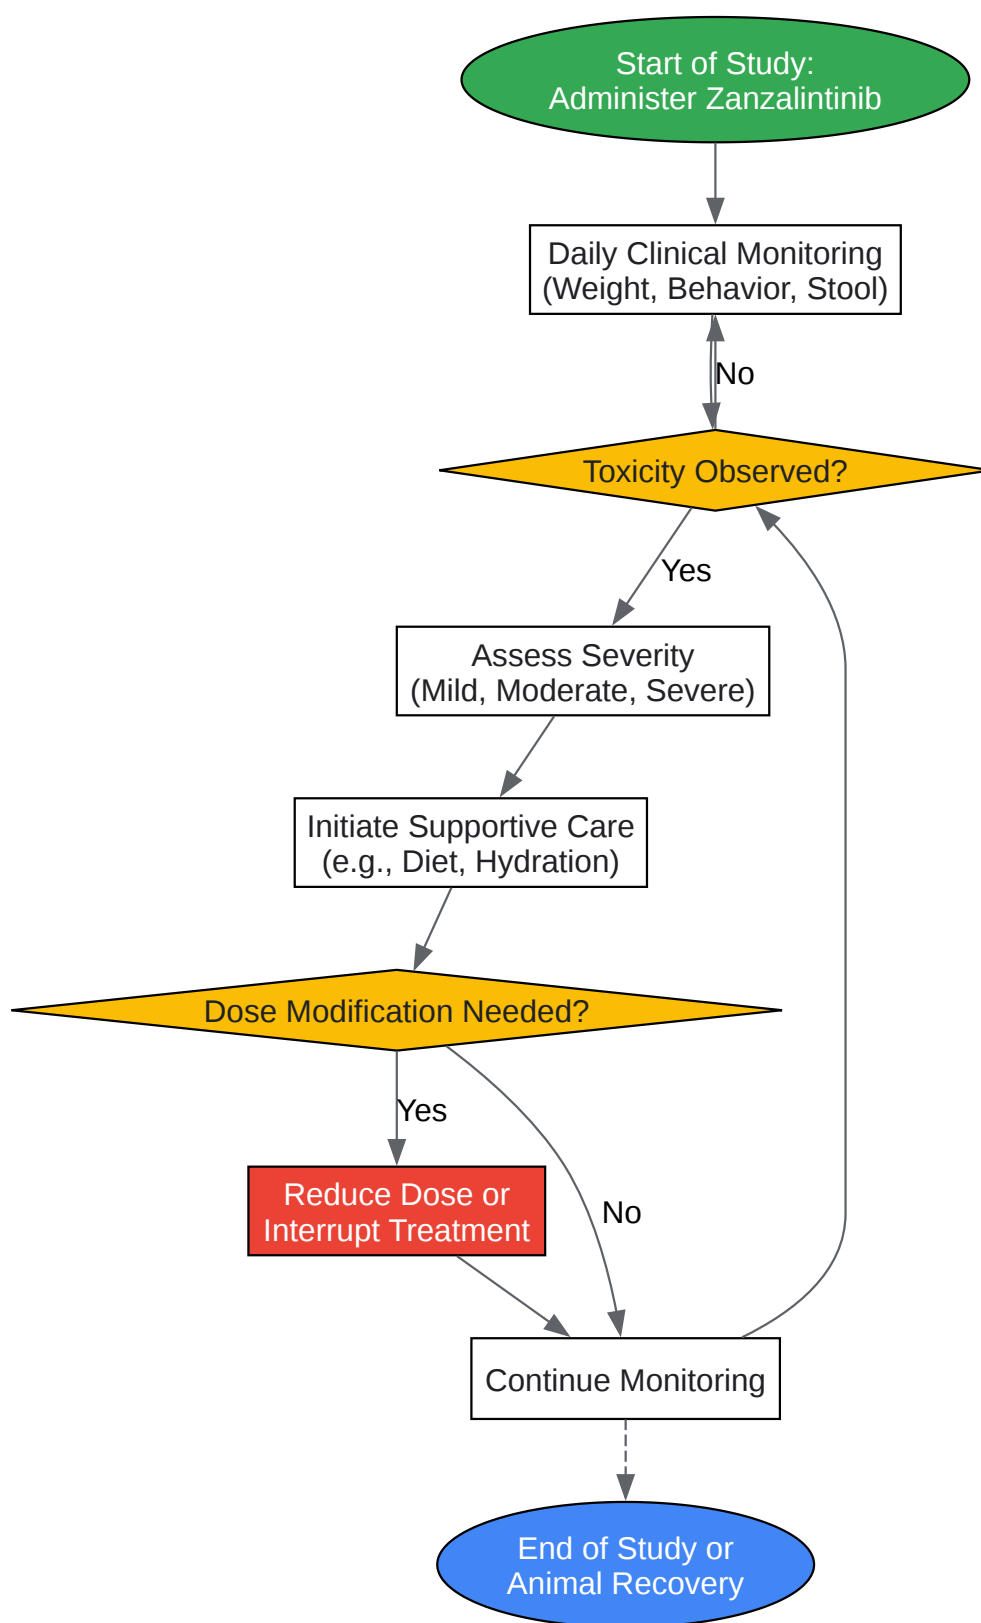 Start of Study:
Administer Zanzalintinib
Daily Clinical Monitoring
(Weight, Behavior, Stool)
No
Toxicity Observed?
Yes
Assess Severity
(Mild, Moderate, Severe)
Initiate Supportive Care
(e.g., Diet, Hydration)
Dose Modification Needed?
Yes
Reduce Dose or
Interrupt Treatment
No
Continue Monitoring
End of Study or
Animal Recovery